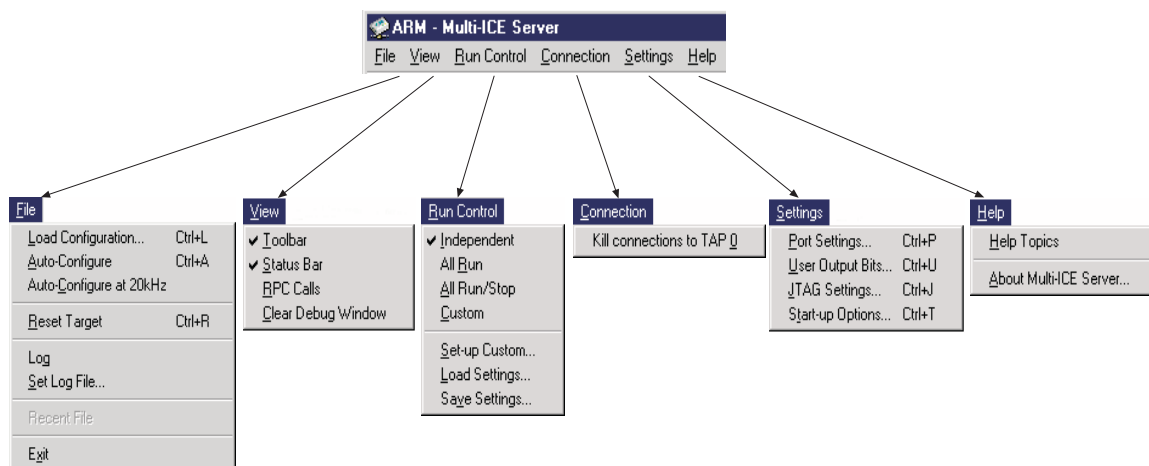 ARM - Multi-ICE Server
File View Run Control Connection Settings Help
File
Load Configuration... Ctrl+L
Auto-Configure Ctrl+A
Auto-Configure at 20kHz
Reset Target Ctrl+R
Log
Set Log File...
Recent File
Exit
View
Toolbar
Status Bar
RPC Calls
Clear Debug Window
Run Control
Independent
All Run
All Run/Stop
Custom
Set-up Custom...
Load Settings...
Save Settings...
Connection
Kill connections to TAP 0
Settings
Port Settings... Ctrl+P
User Output Bits... Ctrl+U
JTAG Settings... Ctrl+J
Start-up Options... Ctrl+T
Help
Help Topics
About Multi-ICE Server...